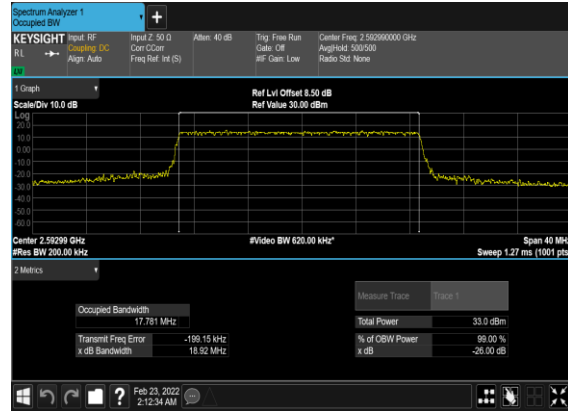 Spectrum Analyzer 1
Occupied BW
KEYSIGHT Input: RF Input Z: 50 Ω Atten: 40 dB Trig: Free Run Center Freq: 2.592990000 GHz
RL Coupling: DC Corr CCorr Gate: Off Avg|Hold: 500/500
Align: Auto Freq Ref: Int (S) #IF Gain: Low Radio Std: None
1 Graph
Ref Lvl Offset 8.50 dB
Scale/Div 10.0 dB Ref Value 30.00 dBm
Log
20.0
10.0
0.00
-10.0
-20.0
-30.0
-40.0
-50.0
-60.0
Center 2.59299 GHz #Video BW 620.00 kHz* Span 40 MHz
#Res BW 200.00 kHz Sweep 1.27 ms (1001 pts
2 Metrics
Measure Trace Trace 1
Occupied Bandwidth
17.781 MHz Total Power 33.0 dBm
Transmit Freq Error -199.15 kHz % of OBW Power 99.00 %
x dB Bandwidth 18.92 MHz x dB -26.00 dB
Feb 23, 2022
2:12:34 AM